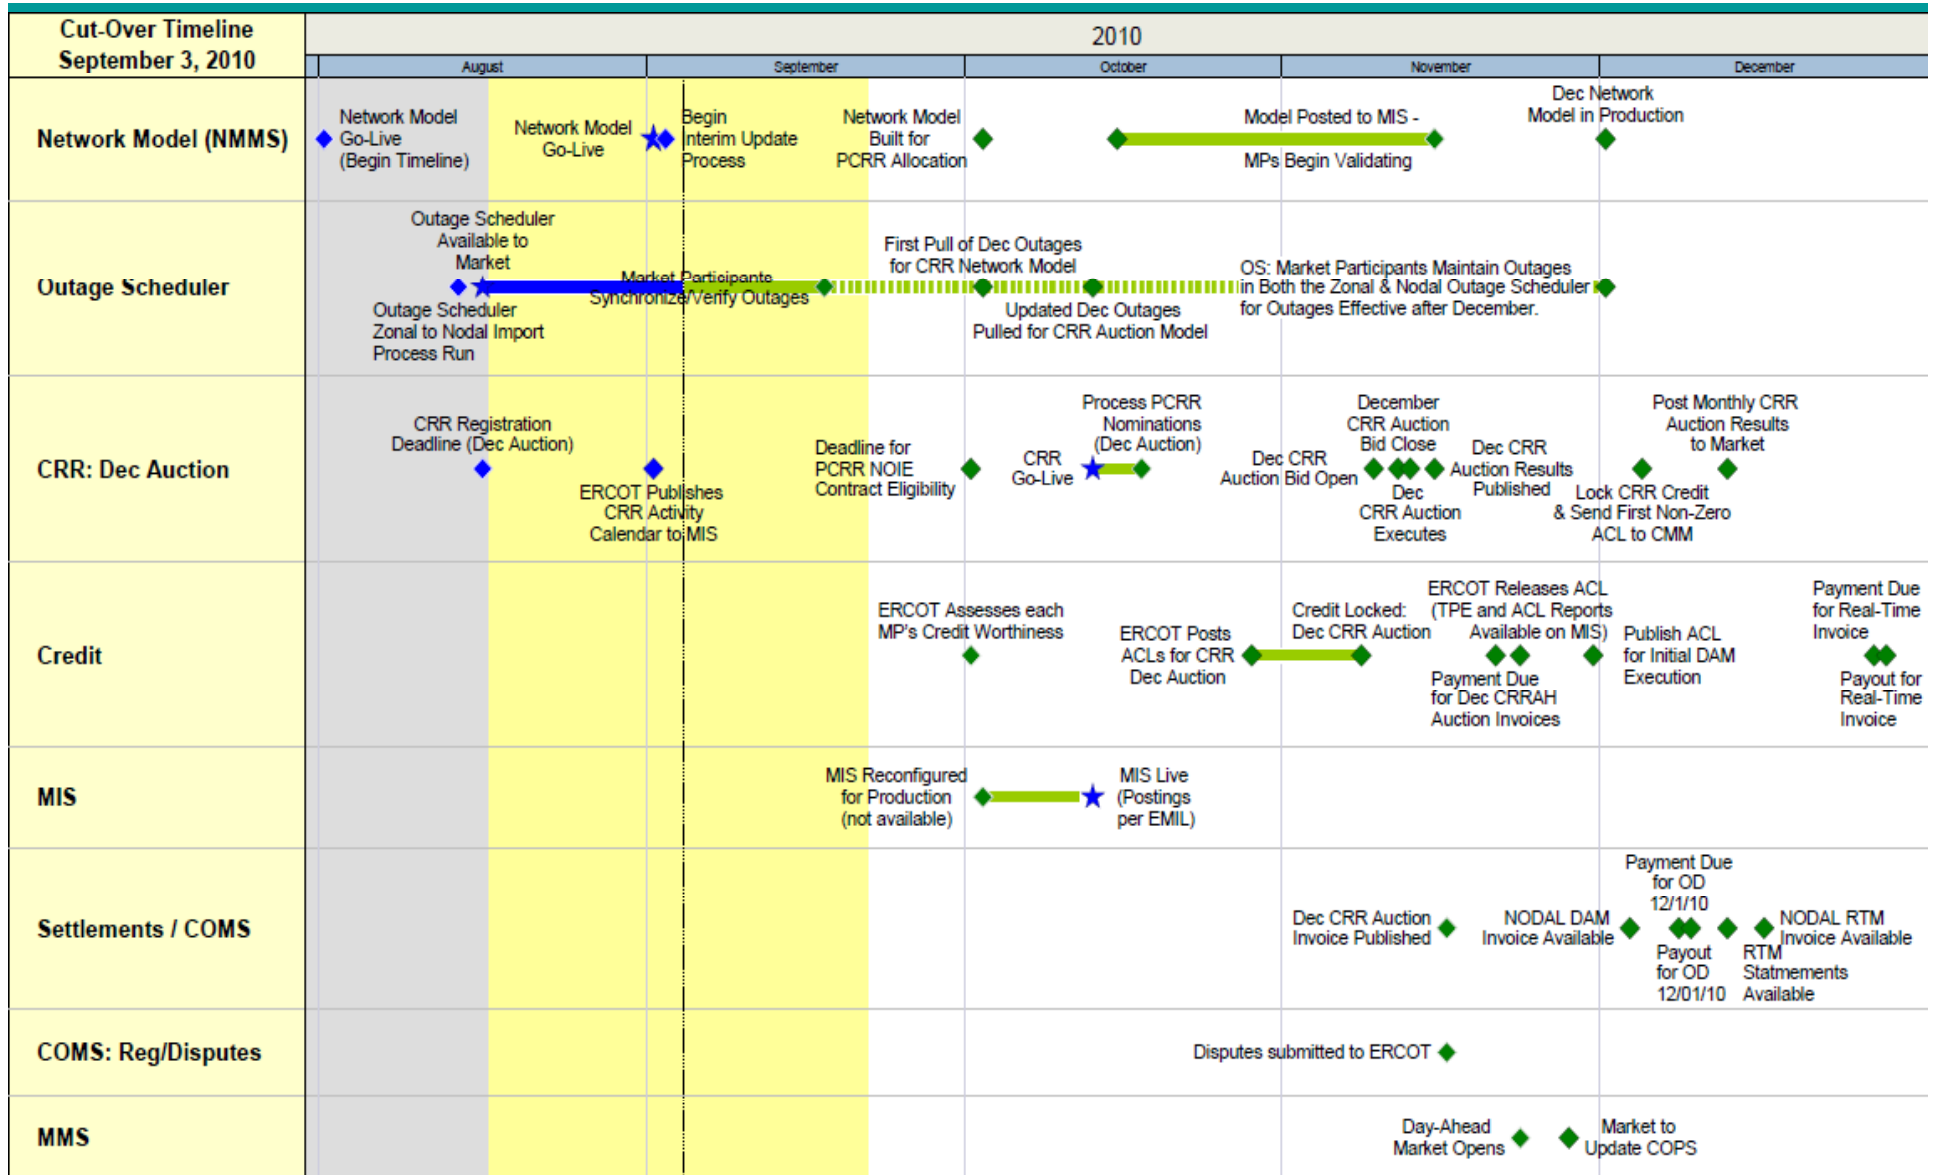 Cut-Over Timeline
September 3, 2010
2010
August
September
October
November
December
Network Model (NMMS)
Network Model
Go-Live
(Begin Timeline)
Network Model
Go-Live
Begin
Interim Update
Process
Network Model
Built for
PCRR Allocation
Model Posted to MIS -
MPs Begin Validating
Dec Network
Model in Production
Outage Scheduler
Outage Scheduler
Available to
Market
Outage Scheduler
Zonal to Nodal Import
Process Run
Market Participants
Synchronize/Verify Outages
First Pull of Dec Outages
for CRR Network Model
Updated Dec Outages
Pulled for CRR Auction Model
OS: Market Participants Maintain Outages
in Both the Zonal & Nodal Outage Scheduler
for Outages Effective after December.
CRR: Dec Auction
CRR Registration
Deadline (Dec Auction)
ERCOT Publishes
CRR Activity
Calendar to MIS
Deadline for
PCRR NOIE
Contract Eligibility
CRR
Go-Live
Process PCRR
Nominations
(Dec Auction)
Dec CRR
Auction Bid Open
December
CRR Auction
Bid Close
Dec
CRR Auction
Executes
Dec CRR
Auction Results
Published
Lock CRR Credit
& Send First Non-Zero
ACL to CMM
Post Monthly CRR
Auction Results
to Market
Credit
ERCOT Assesses each
MP's Credit Worthiness
ERCOT Posts
ACLs for CRR
Dec Auction
Credit Locked:
Dec CRR Auction
ERCOT Releases ACL
(TPE and ACL Reports
Available on MIS)
Payment Due
for Dec CRRAH
Auction Invoices
Publish ACL
for Initial DAM
Execution
Payment Due
for Real-Time
Invoice
Payout for
Real-Time
Invoice
MIS
MIS Reconfigured
for Production
(not available)
MIS Live
(Postings
per EMIL)
Settlements / COMS
Dec CRR Auction
Invoice Published
NODAL DAM
Invoice Available
Payment Due
for OD
12/1/10
Payout
for OD
12/01/10
RTM
Statmements
Available
NODAL RTM
Invoice Available
COMS: Reg/Disputes
Disputes submitted to ERCOT
MMS
Day-Ahead
Market Opens
Market to
Update COPS